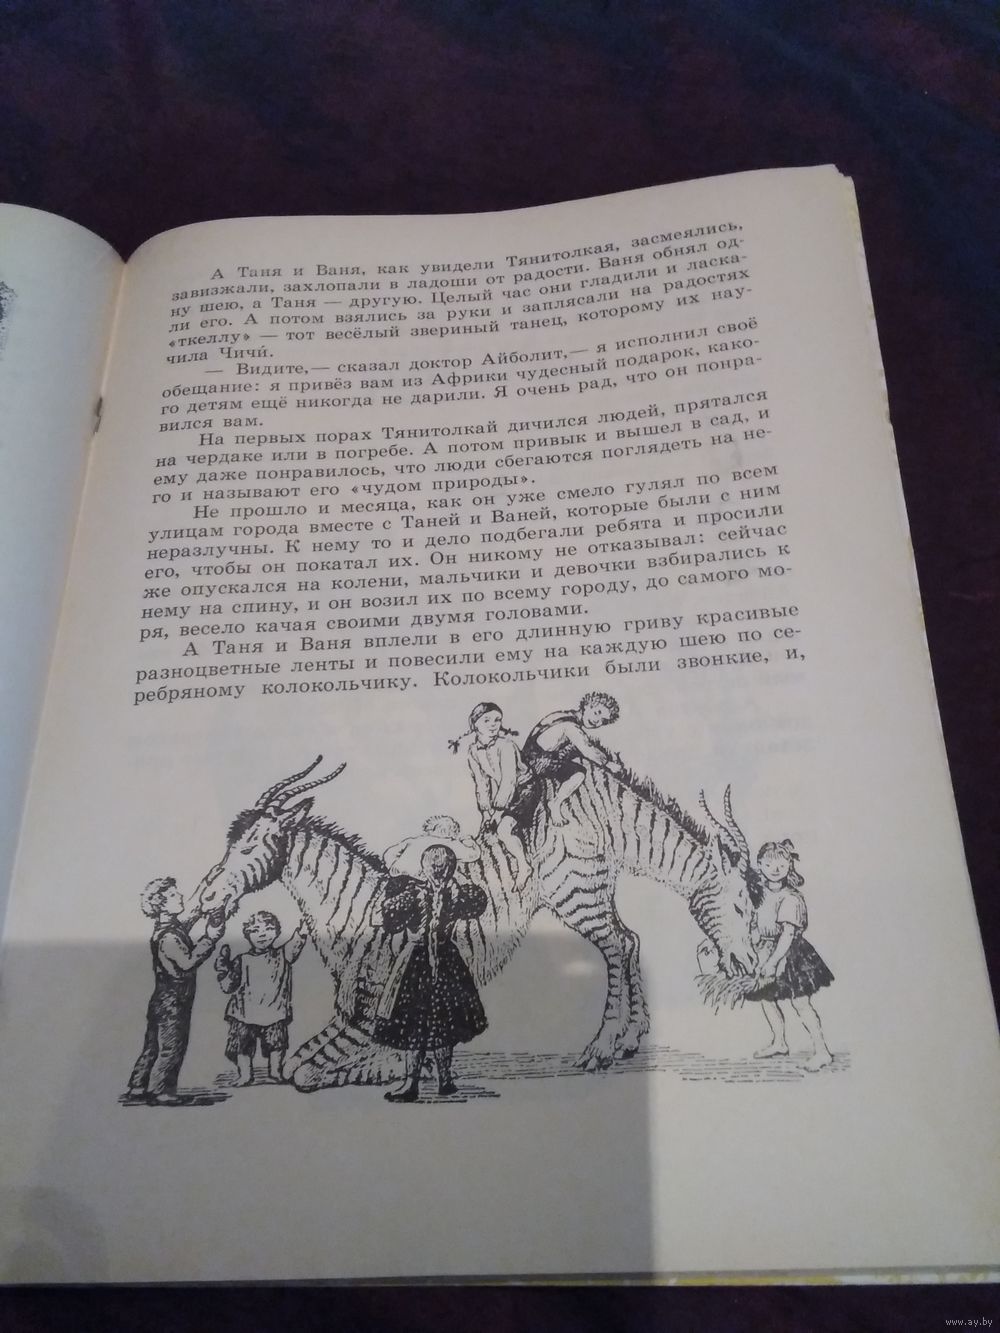 А Таня и Ваня, как увидели Тянитолкая, засмеялись,
завизжали, захлопали в ладоши от радости. Ваня обнял од-
ну шею, а Таня — другую. Целый час они гладили и ласка-
ли его. А потом взялись за руки и заплясали на радостях
«ткеллу» — тот весёлый звериный танец, которому их нау-
чила Чичи́.
— Видите,— сказал доктор Айболит,— я исполнил своё
обещание: я привёз вам из Африки чудесный подарок, како-
го детям ещё никогда не дарили. Я очень рад, что он понра-
вился вам.
На первых порах Тянитолкай дичился людей, прятался
на чердаке или в погребе. А потом привык и вышел в сад, и
ему даже понравилось, что люди сбегаются поглядеть на не-
го и называют его «чудом природы».
Не прошло и месяца, как он уже смело гулял по всем
улицам города вместе с Таней и Ваней, которые были с ним
неразлучны. К нему то и дело подбегали ребята и просили
его, чтобы он покатал их. Он никому не отказывал: сейчас
же опускался на колени, мальчики и девочки взбирались к
нему на спину, и он возил их по всему городу, до самого мо-
ря, весело качая своими двумя головами.
А Таня и Ваня вплели в его длинную гриву красивые
разноцветные ленты и повесили ему на каждую шею по се-
ребряному колокольчику. Колокольчики были звонкие, и,
www.ay.by